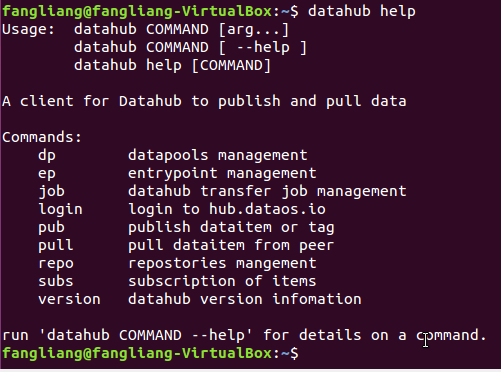 fangliang@fangliang-VirtualBox:~$ datahub help
Usage:  datahub COMMAND [arg...]
        datahub COMMAND [ --help ]
        datahub help [COMMAND]

A client for Datahub to publish and pull data

Commands:
    dp        datapools management
    ep        entrypoint management
    job       datahub transfer job management
    login     login to hub.dataos.io
    pub       publish dataitem or tag
    pull      pull dataitem from peer
    repo      repostories mangement
    subs      subscription of items
    version   datahub version infomation

run 'datahub COMMAND --help' for details on a command.
fangliang@fangliang-VirtualBox:~$